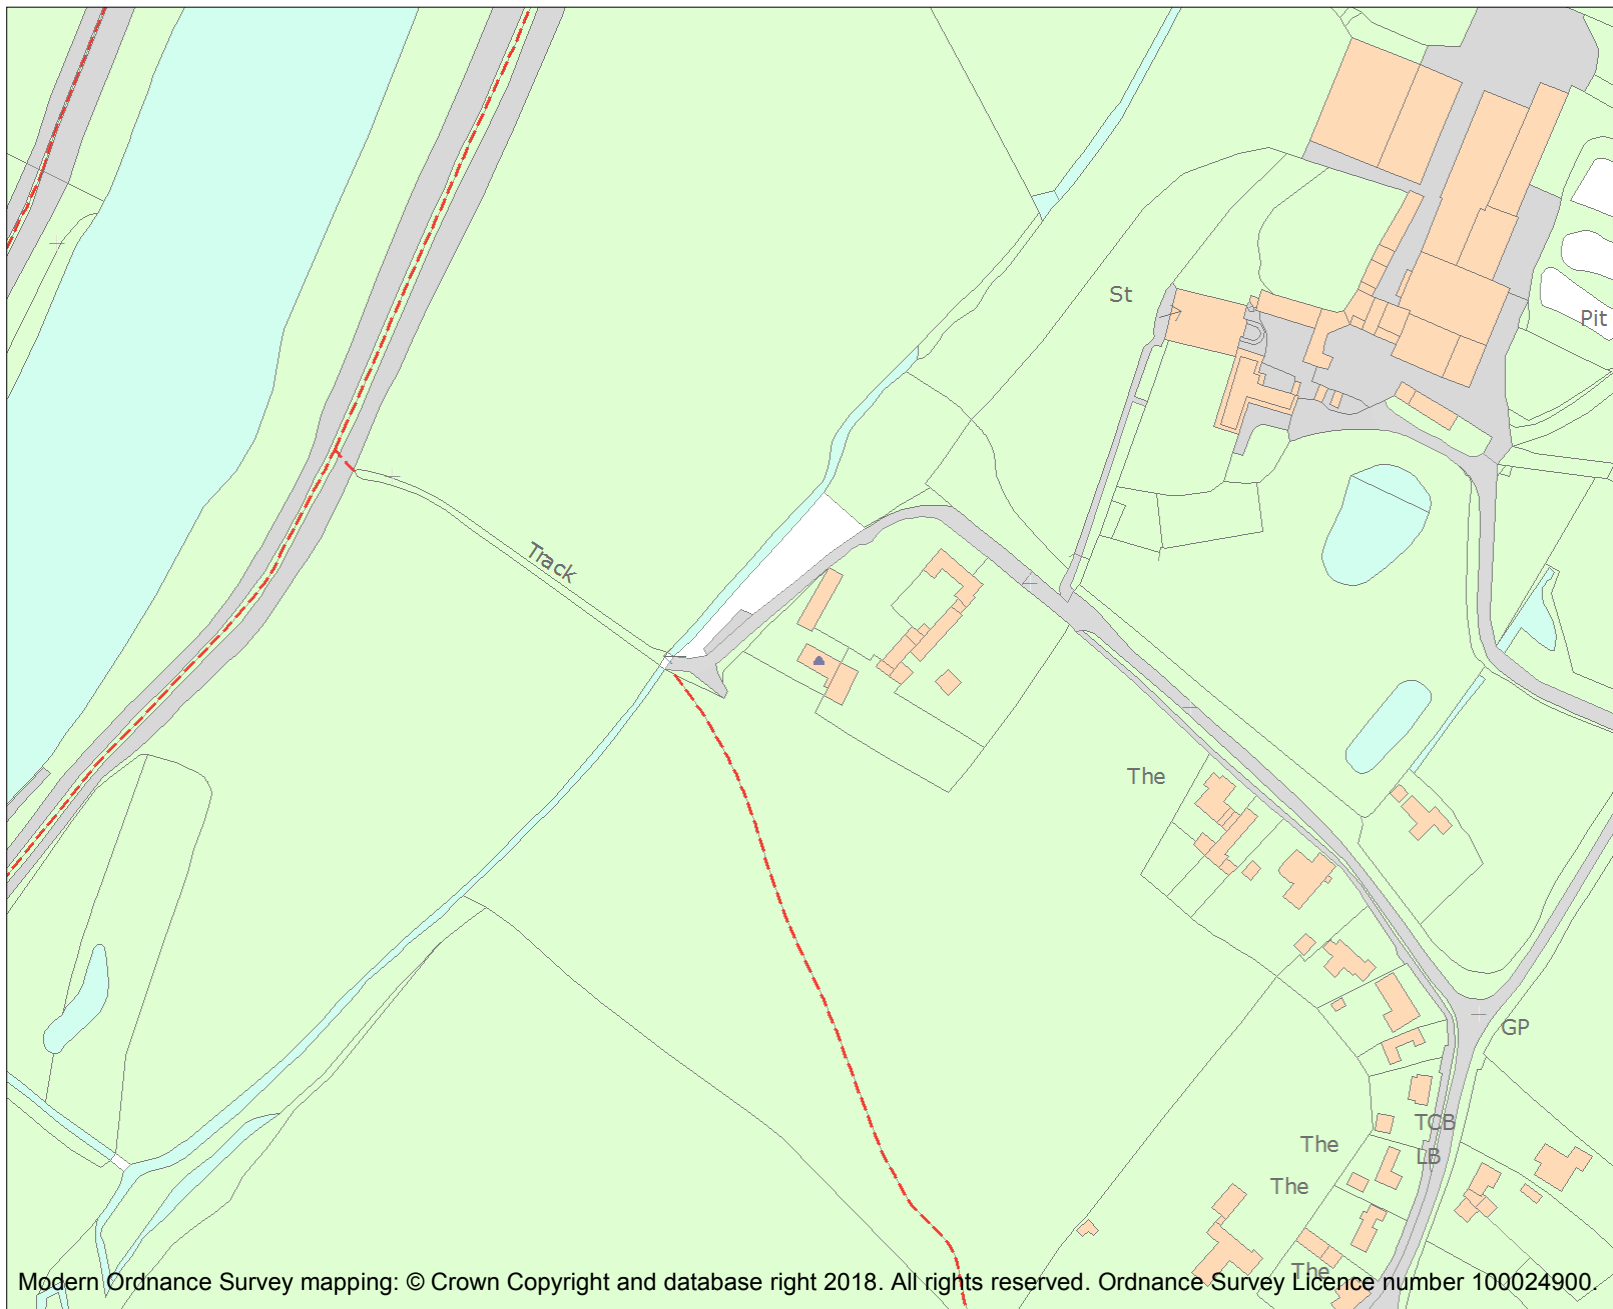 St
Pit
Track
The
GP
TCB
The
LB
The
The
Modern Ordnance Survey mapping: © Crown Copyright and database right 2018. All rights reserved. Ordnance Survey Licence number 100024900.